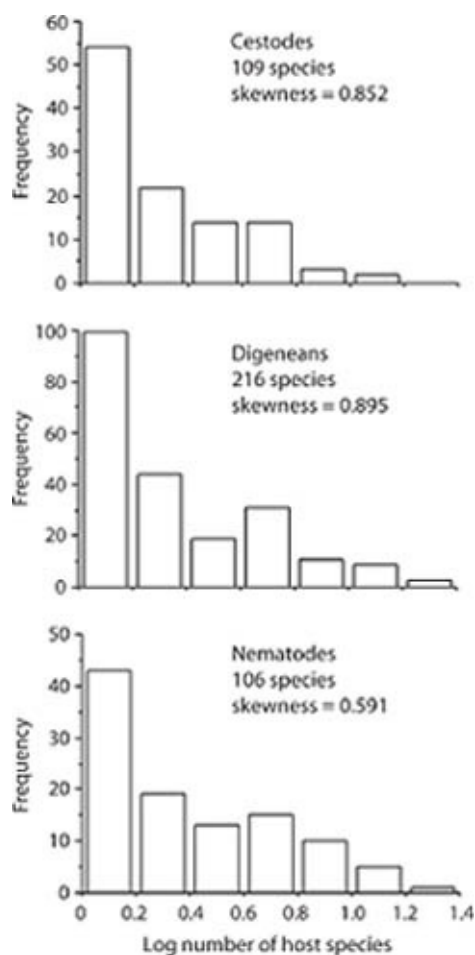 60
50
40
30
20
10
0
Frequency
Cestodes
109 species
skewness = 0.852
100
80
60
40
20
0
Frequency
Digeneans
216 species
skewness = 0.895
50
40
30
20
10
0
Frequency
Nematodes
106 species
skewness = 0.591
0 0.2 0.4 0.6 0.8 1.0 1.2 1.4
Log number of host species